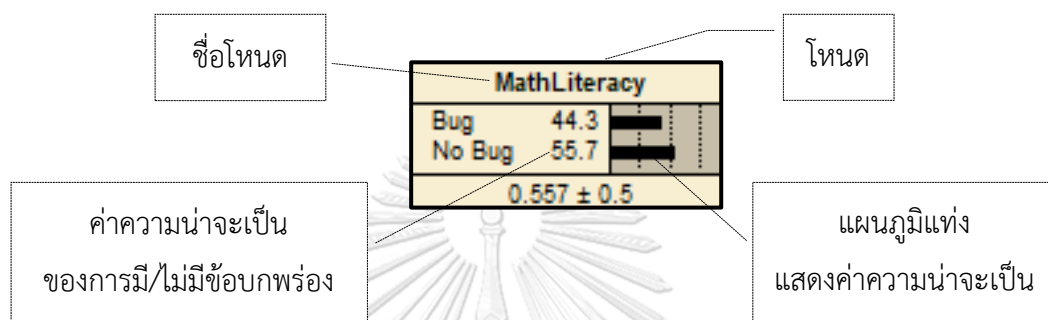 ชื่อโหนด
โหนด
MathLiteracy
Bug 44.3
No Bug 55.7
0.557 ± 0.5
ค่าความน่าจะเป็น
ของการมี/ไม่มีข้อบกพร่อง
แผนภูมิแท่ง
แสดงค่าความน่าจะเป็น